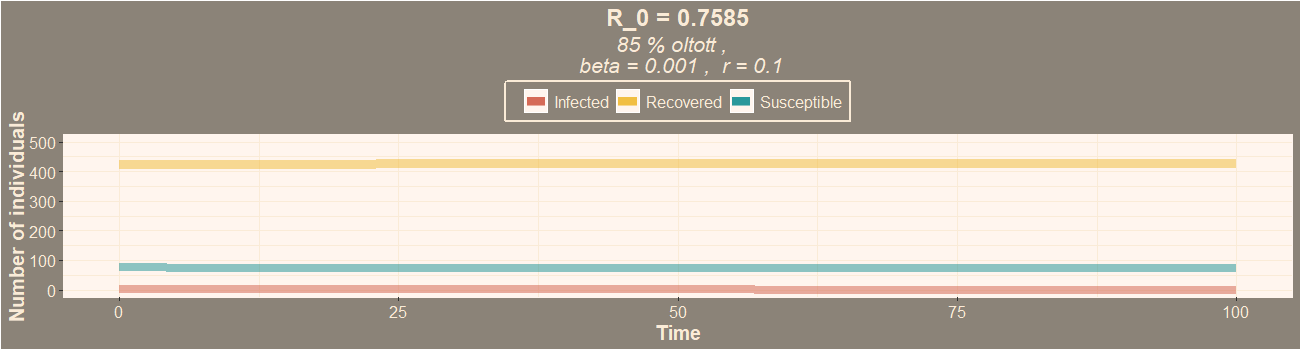 R_0 = 0.7585
85 % oltott ,
beta = 0.001 ,  r = 0.1
Infected Recovered Susceptible
Number of individuals
500
400
300
200
100
0
0 25 50 75 100
Time